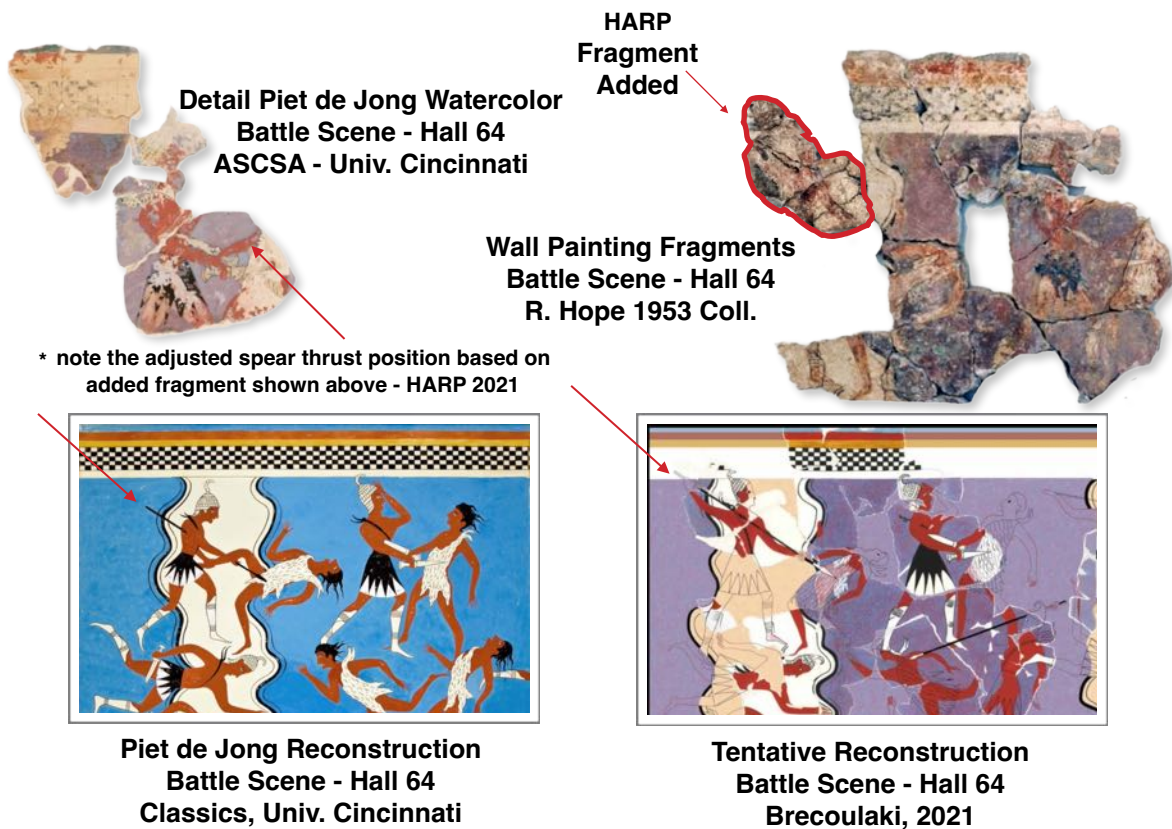 HARP
Fragment
Added
Detail Piet de Jong Watercolor
Battle Scene - Hall 64
ASCSA - Univ. Cincinnati
Wall Painting Fragments
Battle Scene - Hall 64
R. Hope 1953 Coll.
* note the adjusted spear thrust position based on
added fragment shown above - HARP 2021
Piet de Jong Reconstruction
Battle Scene - Hall 64
Classics, Univ. Cincinnati
Tentative Reconstruction
Battle Scene - Hall 64
Brecoulaki, 2021